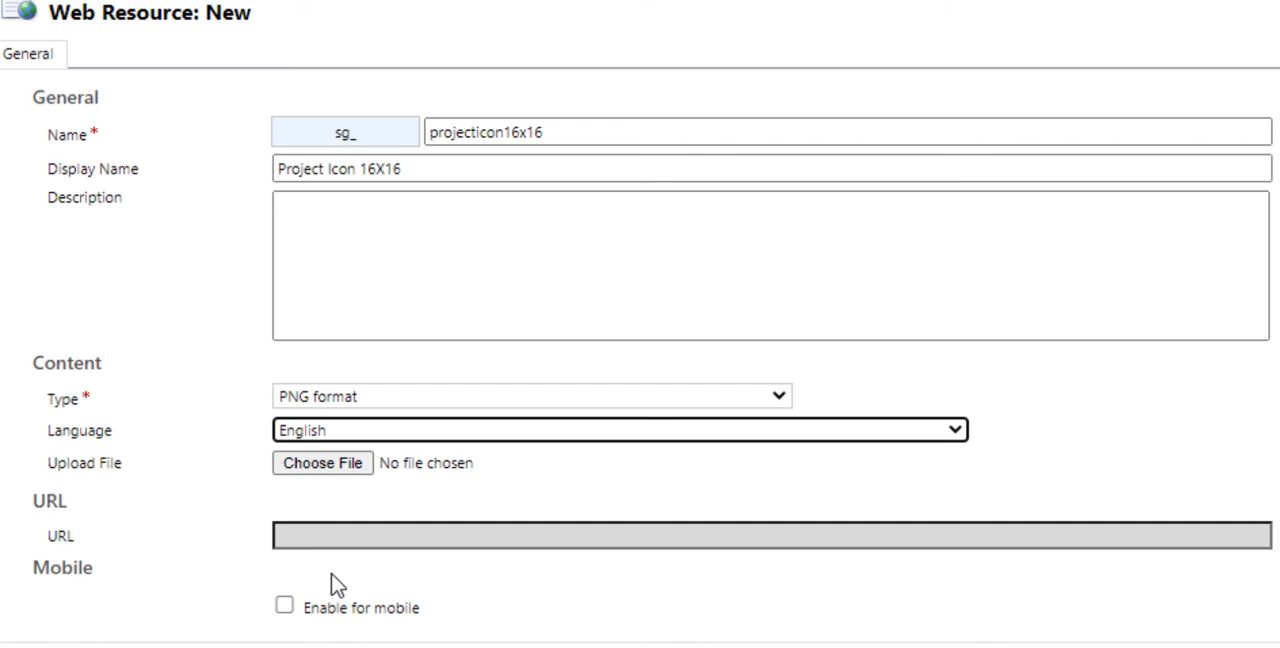 Web Resource: New
General
General
Name * sg_ projecticon16x16
Display Name Project Icon 16X16
Description
Content
Type * PNG format
Language English
Upload File Choose File No file chosen
URL
URL
Mobile
Enable for mobile